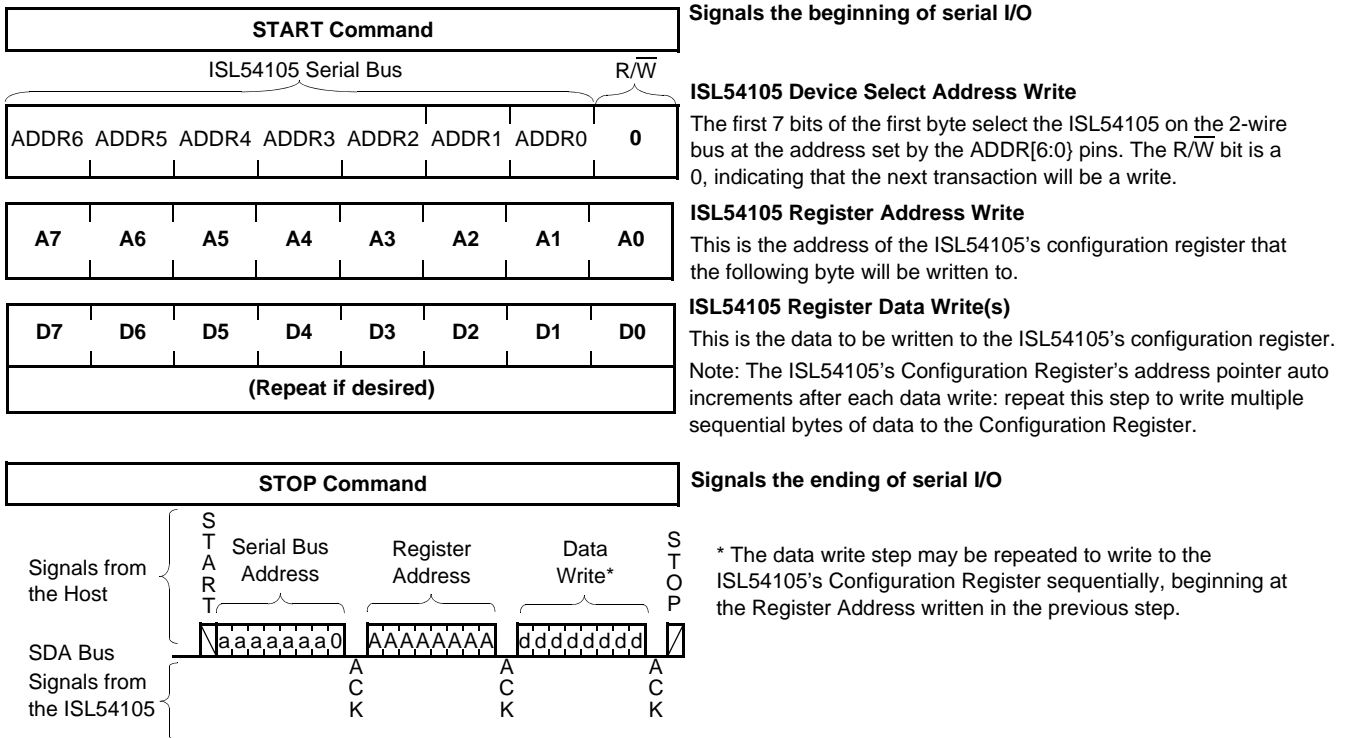 START Command
Signals the beginning of serial I/O
ISL54105 Serial Bus
R/W
ADDR6 ADDR5 ADDR4 ADDR3 ADDR2 ADDR1 ADDR0 0
ISL54105 Device Select Address Write
The first 7 bits of the first byte select the ISL54105 on the 2-wire
bus at the address set by the ADDR[6:0} pins. The R/W bit is a
0, indicating that the next transaction will be a write.
A7 A6 A5 A4 A3 A2 A1 A0
ISL54105 Register Address Write
This is the address of the ISL54105’s configuration register that
the following byte will be written to.
D7 D6 D5 D4 D3 D2 D1 D0
(Repeat if desired)
ISL54105 Register Data Write(s)
This is the data to be written to the ISL54105’s configuration register.
Note: The ISL54105’s Configuration Register’s address pointer auto
increments after each data write: repeat this step to write multiple
sequential bytes of data to the Configuration Register.
STOP Command
Signals the ending of serial I/O
Signals from
the Host
START
Serial Bus
Address
Register
Address
Data
Write*
STOP
* The data write step may be repeated to write to the
ISL54105’s Configuration Register sequentially, beginning at
the Register Address written in the previous step.
SDA Bus
a a a a a a a 0 AAAAAAAA d d d d d d d d
Signals from
the ISL54105
ACK
ACK
ACK